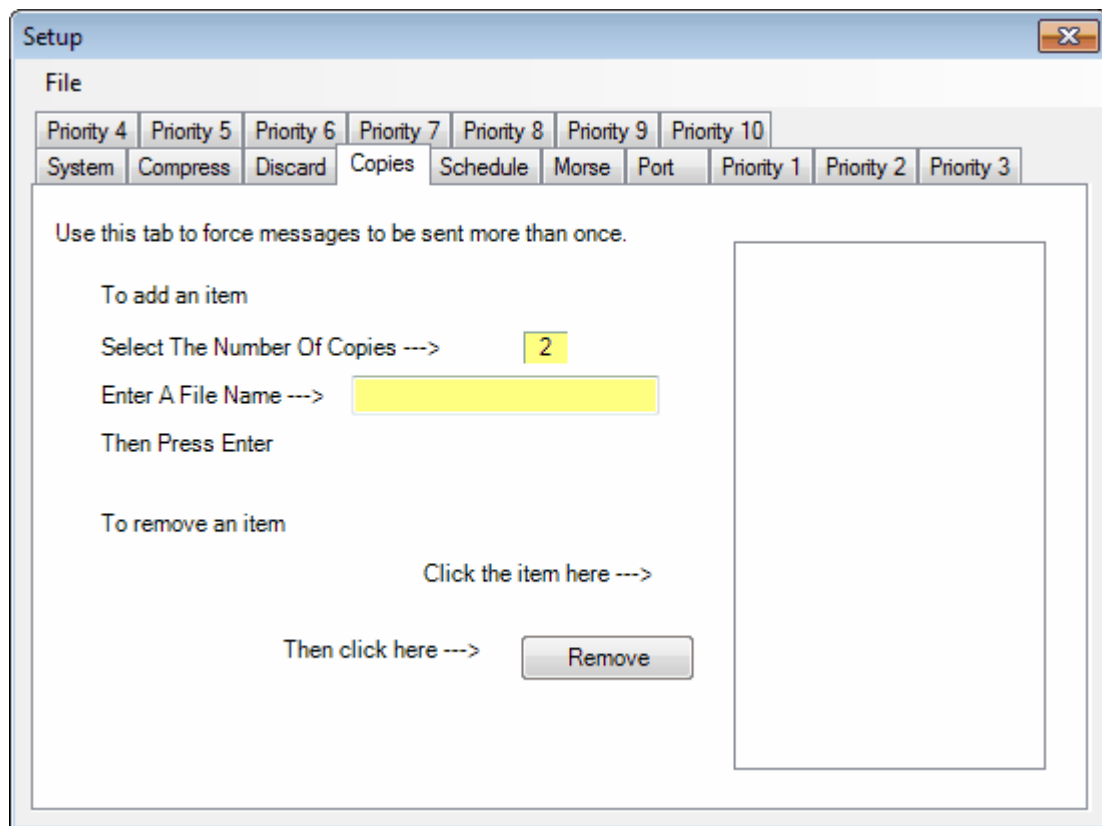 Setup
File
Priority 4 Priority 5 Priority 6 Priority 7 Priority 8 Priority 9 Priority 10
System Compress Discard Copies Schedule Morse Port Priority 1 Priority 2 Priority 3
Use this tab to force messages to be sent more than once.
To add an item
Select The Number Of Copies ---> 2
Enter A File Name --->
Then Press Enter
To remove an item
Click the item here --->
Then click here ---> Remove